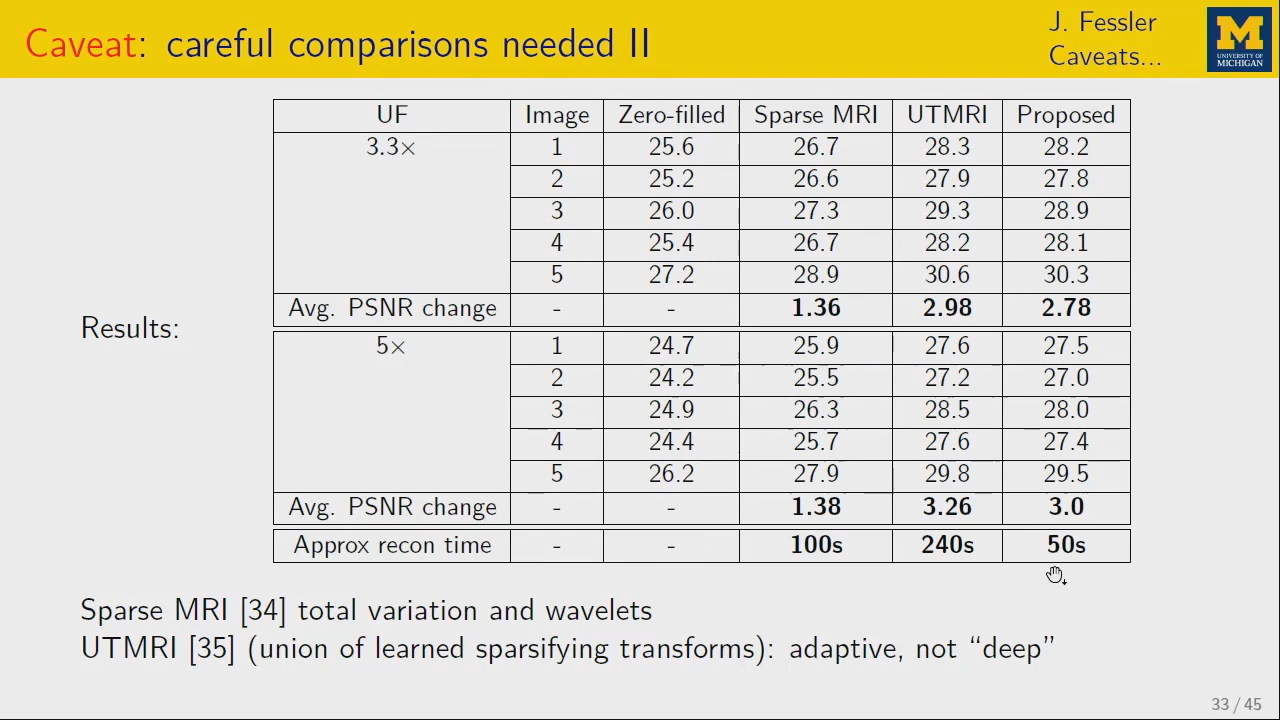 Caveat: careful comparisons needed II
J. Fessler
Caveats...
M
UNIVERSITY OF
MICHIGAN
UF Image Zero-filled Sparse MRI UTMRI Proposed
3.3× 1 25.6 26.7 28.3 28.2
2 25.2 26.6 27.9 27.8
3 26.0 27.3 29.3 28.9
4 25.4 26.7 28.2 28.1
5 27.2 28.9 30.6 30.3
Avg. PSNR change - - 1.36 2.98 2.78
Results:
5× 1 24.7 25.9 27.6 27.5
2 24.2 25.5 27.2 27.0
3 24.9 26.3 28.5 28.0
4 24.4 25.7 27.6 27.4
5 26.2 27.9 29.8 29.5
Avg. PSNR change - - 1.38 3.26 3.0
Approx recon time - - 100s 240s 50s
Sparse MRI [34] total variation and wavelets
UTMRI [35] (union of learned sparsifying transforms): adaptive, not “deep”
33 / 45